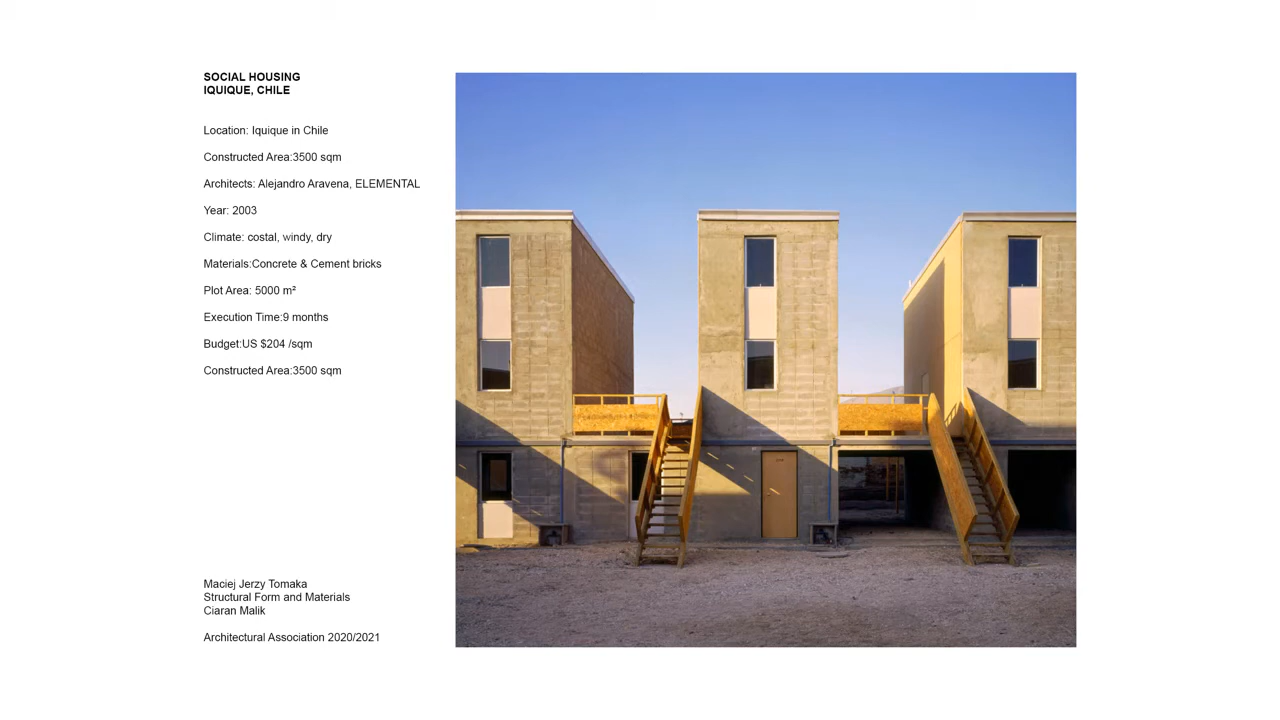 SOCIAL HOUSING
IQUIQUE, CHILE
Location: Iquique in Chile
Constructed Area:3500 sqm
Architects: Alejandro Aravena, ELEMENTAL
Year: 2003
Climate: costal, windy, dry
Materials:Concrete & Cement bricks
Plot Area: 5000 m²
Execution Time:9 months
Budget:US $204 /sqm
Constructed Area:3500 sqm
Maciej Jerzy Tomaka
Structural Form and Materials
Ciaran Malik
Architectural Association 2020/2021